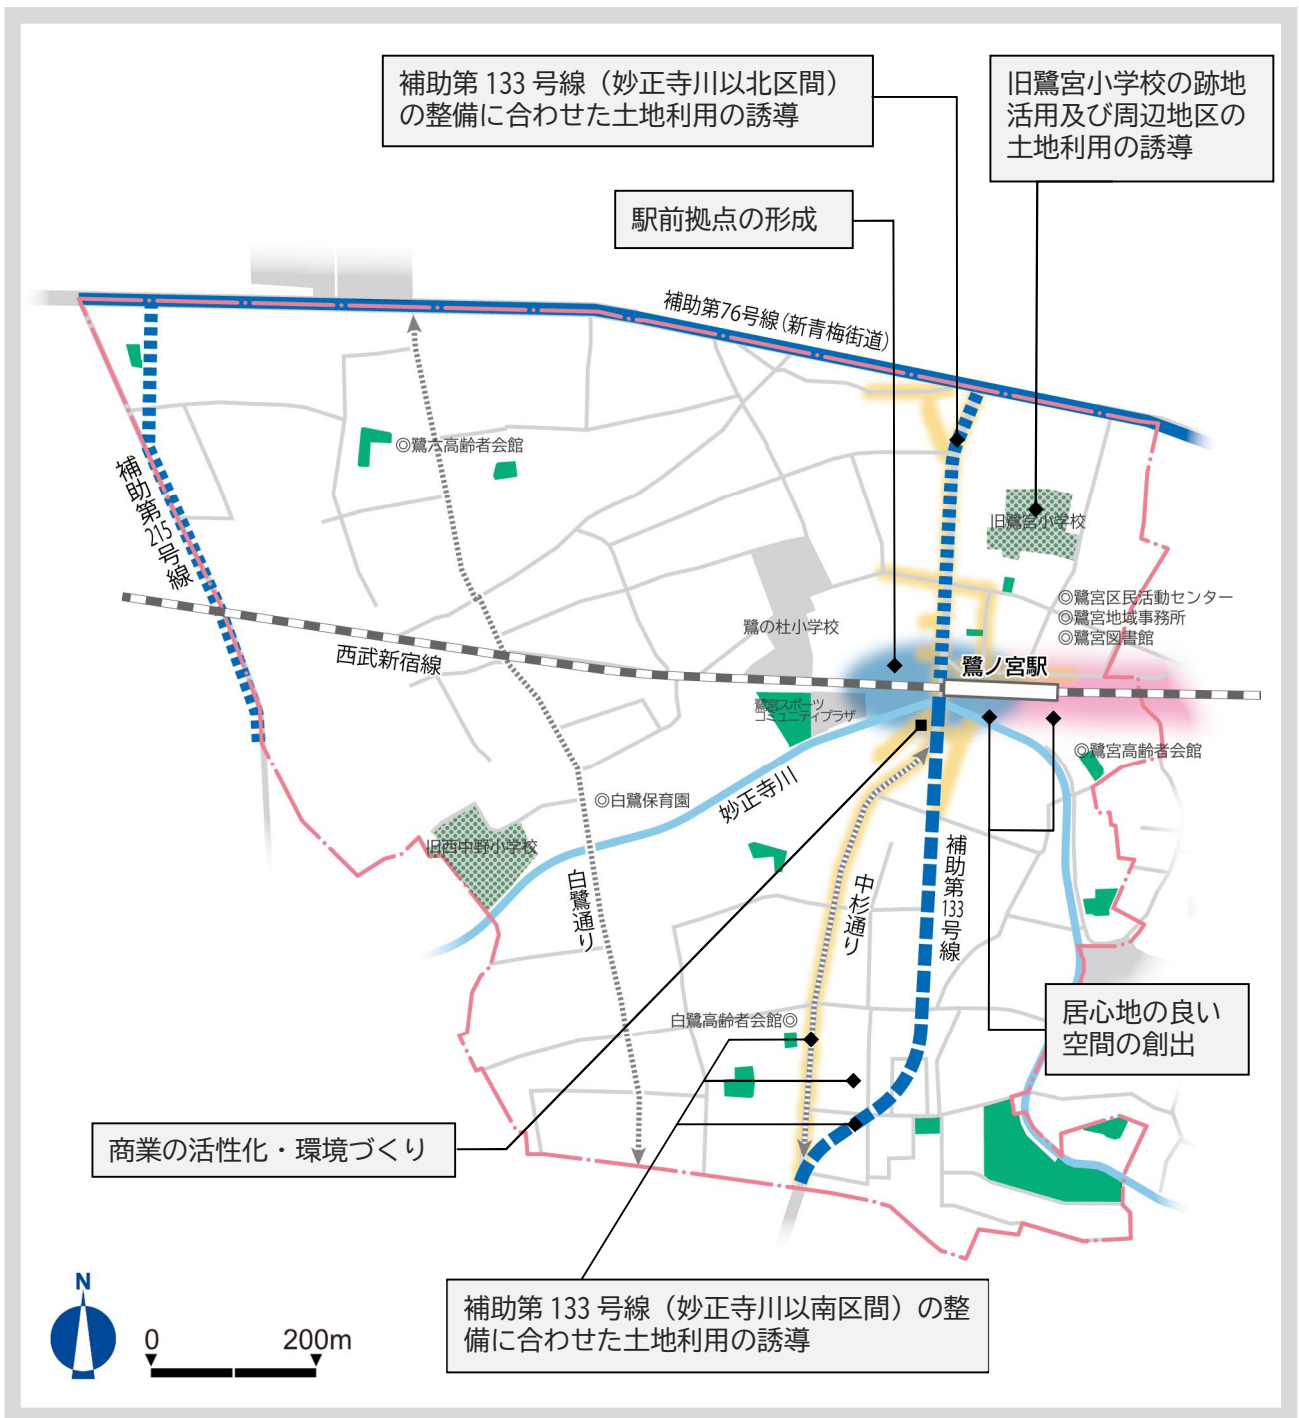 補助第 133 号線（妙正寺川以北区間）
の整備に合わせた土地利用の誘導
旧鷺宮小学校の跡地
活用及び周辺地区の
土地利用の誘導
駅前拠点の形成
補助第76号線（新青梅街道）
◎鷺六高齢者会館
補助第215号線
旧鷺宮小学校
◎鷺宮区民活動センター
◎鷺宮地域事務所
◎鷺宮図書館
鷺の杜小学校
西武新宿線
鷺ノ宮駅
鷺宮スポーツ
コミュニティプラザ
◎鷺宮高齢者会館
妙正寺川
◎白鷺保育園
旧西中野小学校
白鷺通り
中杉通り
補助第133号線
白鷺高齢者会館◎
居心地の良い
空間の創出
商業の活性化・環境づくり
補助第 133 号線（妙正寺川以南区間）の整
備に合わせた土地利用の誘導
N
0
200m